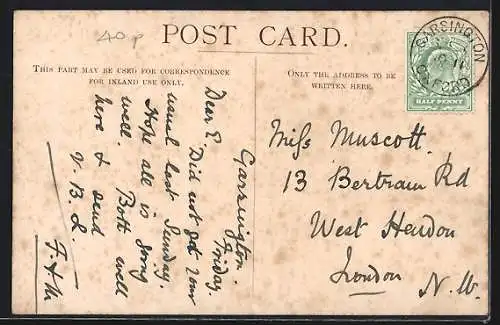 40p
POST CARD.
THIS PART MAY BE USED FOR CORRESPONDENCE
FOR INLAND USE ONLY.
ONLY THE ADDRESS TO BE
WRITTEN HERE.
GARSINGTON
OXFORD
HALF PENNY
Garsington.
Friday.
Dear E. Did not get your
usual last Sunday.
Hope all is going
well. Both well
here & send
V. B. L.
F & M
Miss Muscott.
13 Bertram Rd
West Hendon
London
N. W.